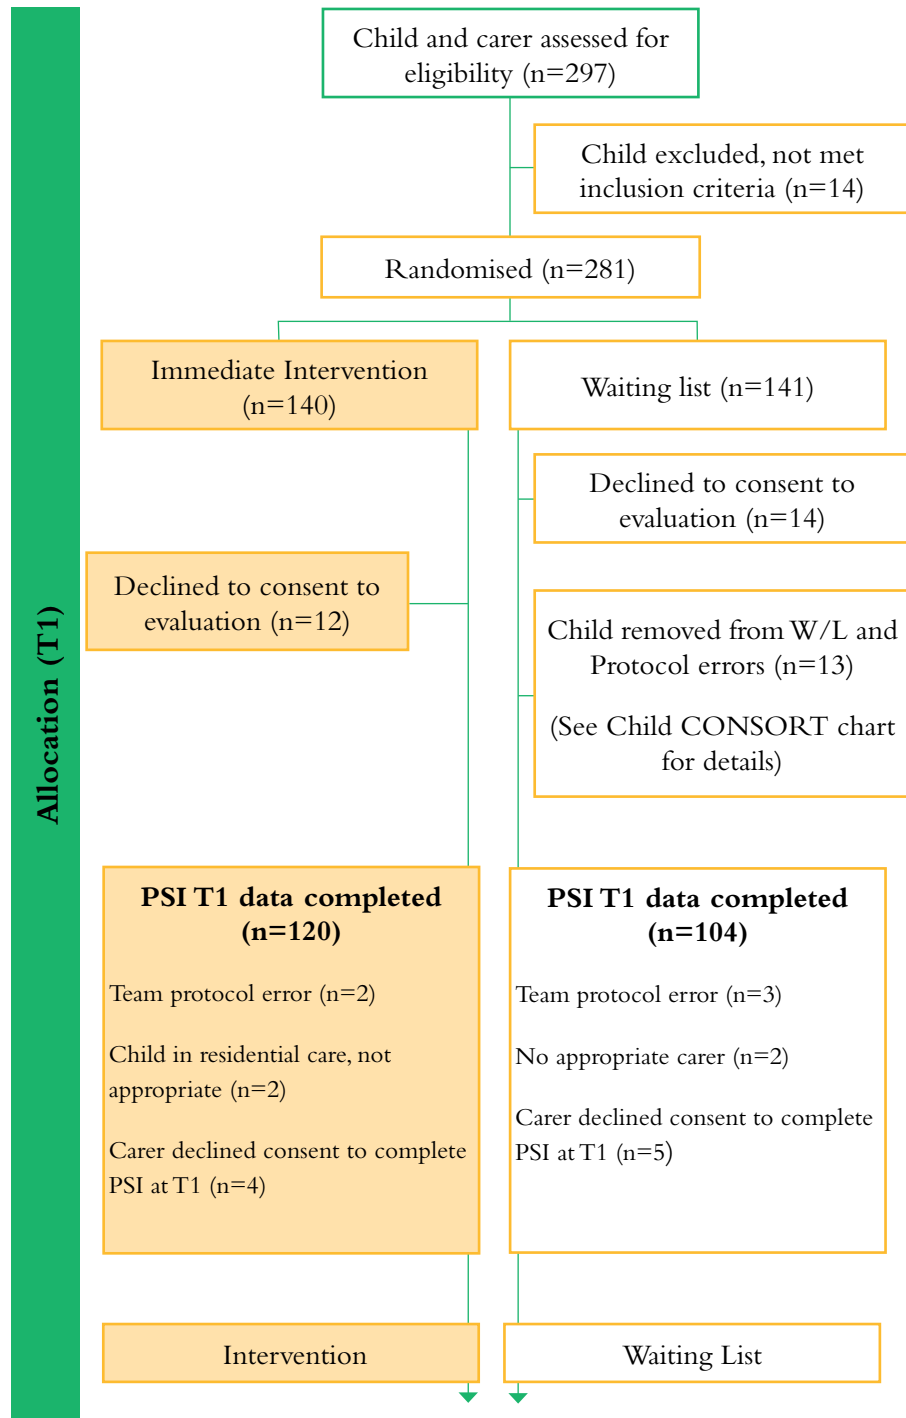 Child and carer assessed for
eligibility (n=297)
Child excluded, not met
inclusion criteria (n=14)
Randomised (n=281)
Immediate Intervention
(n=140)
Waiting list (n=141)
Declined to consent to
evaluation (n=14)
Declined to consent to
evaluation (n=12)
Child removed from W/L and
Protocol errors (n=13)
(See Child CONSORT chart
for details)
Allocation (T1)
PSI T1 data completed
(n=120)
Team protocol error (n=2)
Child in residential care, not
appropriate (n=2)
Carer declined consent to complete
PSI at T1 (n=4)
PSI T1 data completed
(n=104)
Team protocol error (n=3)
No appropriate carer (n=2)
Carer declined consent to complete
PSI at T1 (n=5)
Intervention
Waiting List